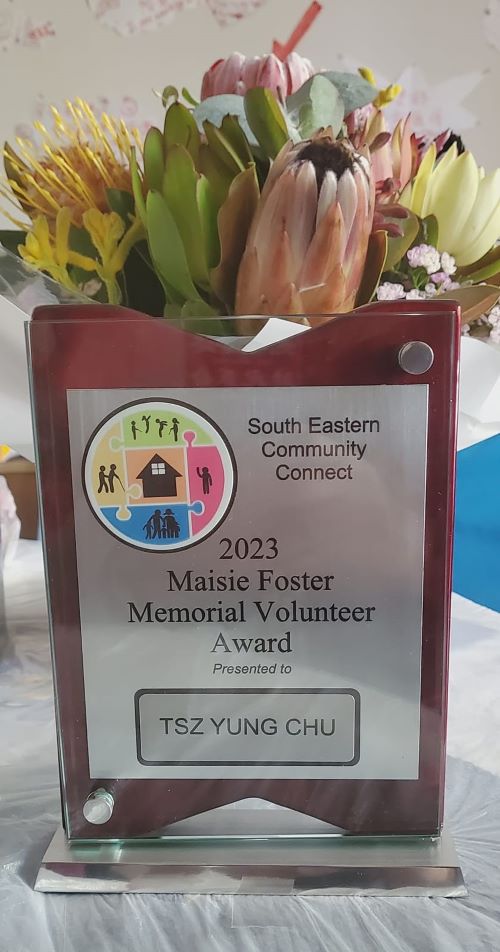 South Eastern
Community
Connect
2023
Maisie Foster
Memorial Volunteer
Award
Presented to
TSZ YUNG CHU